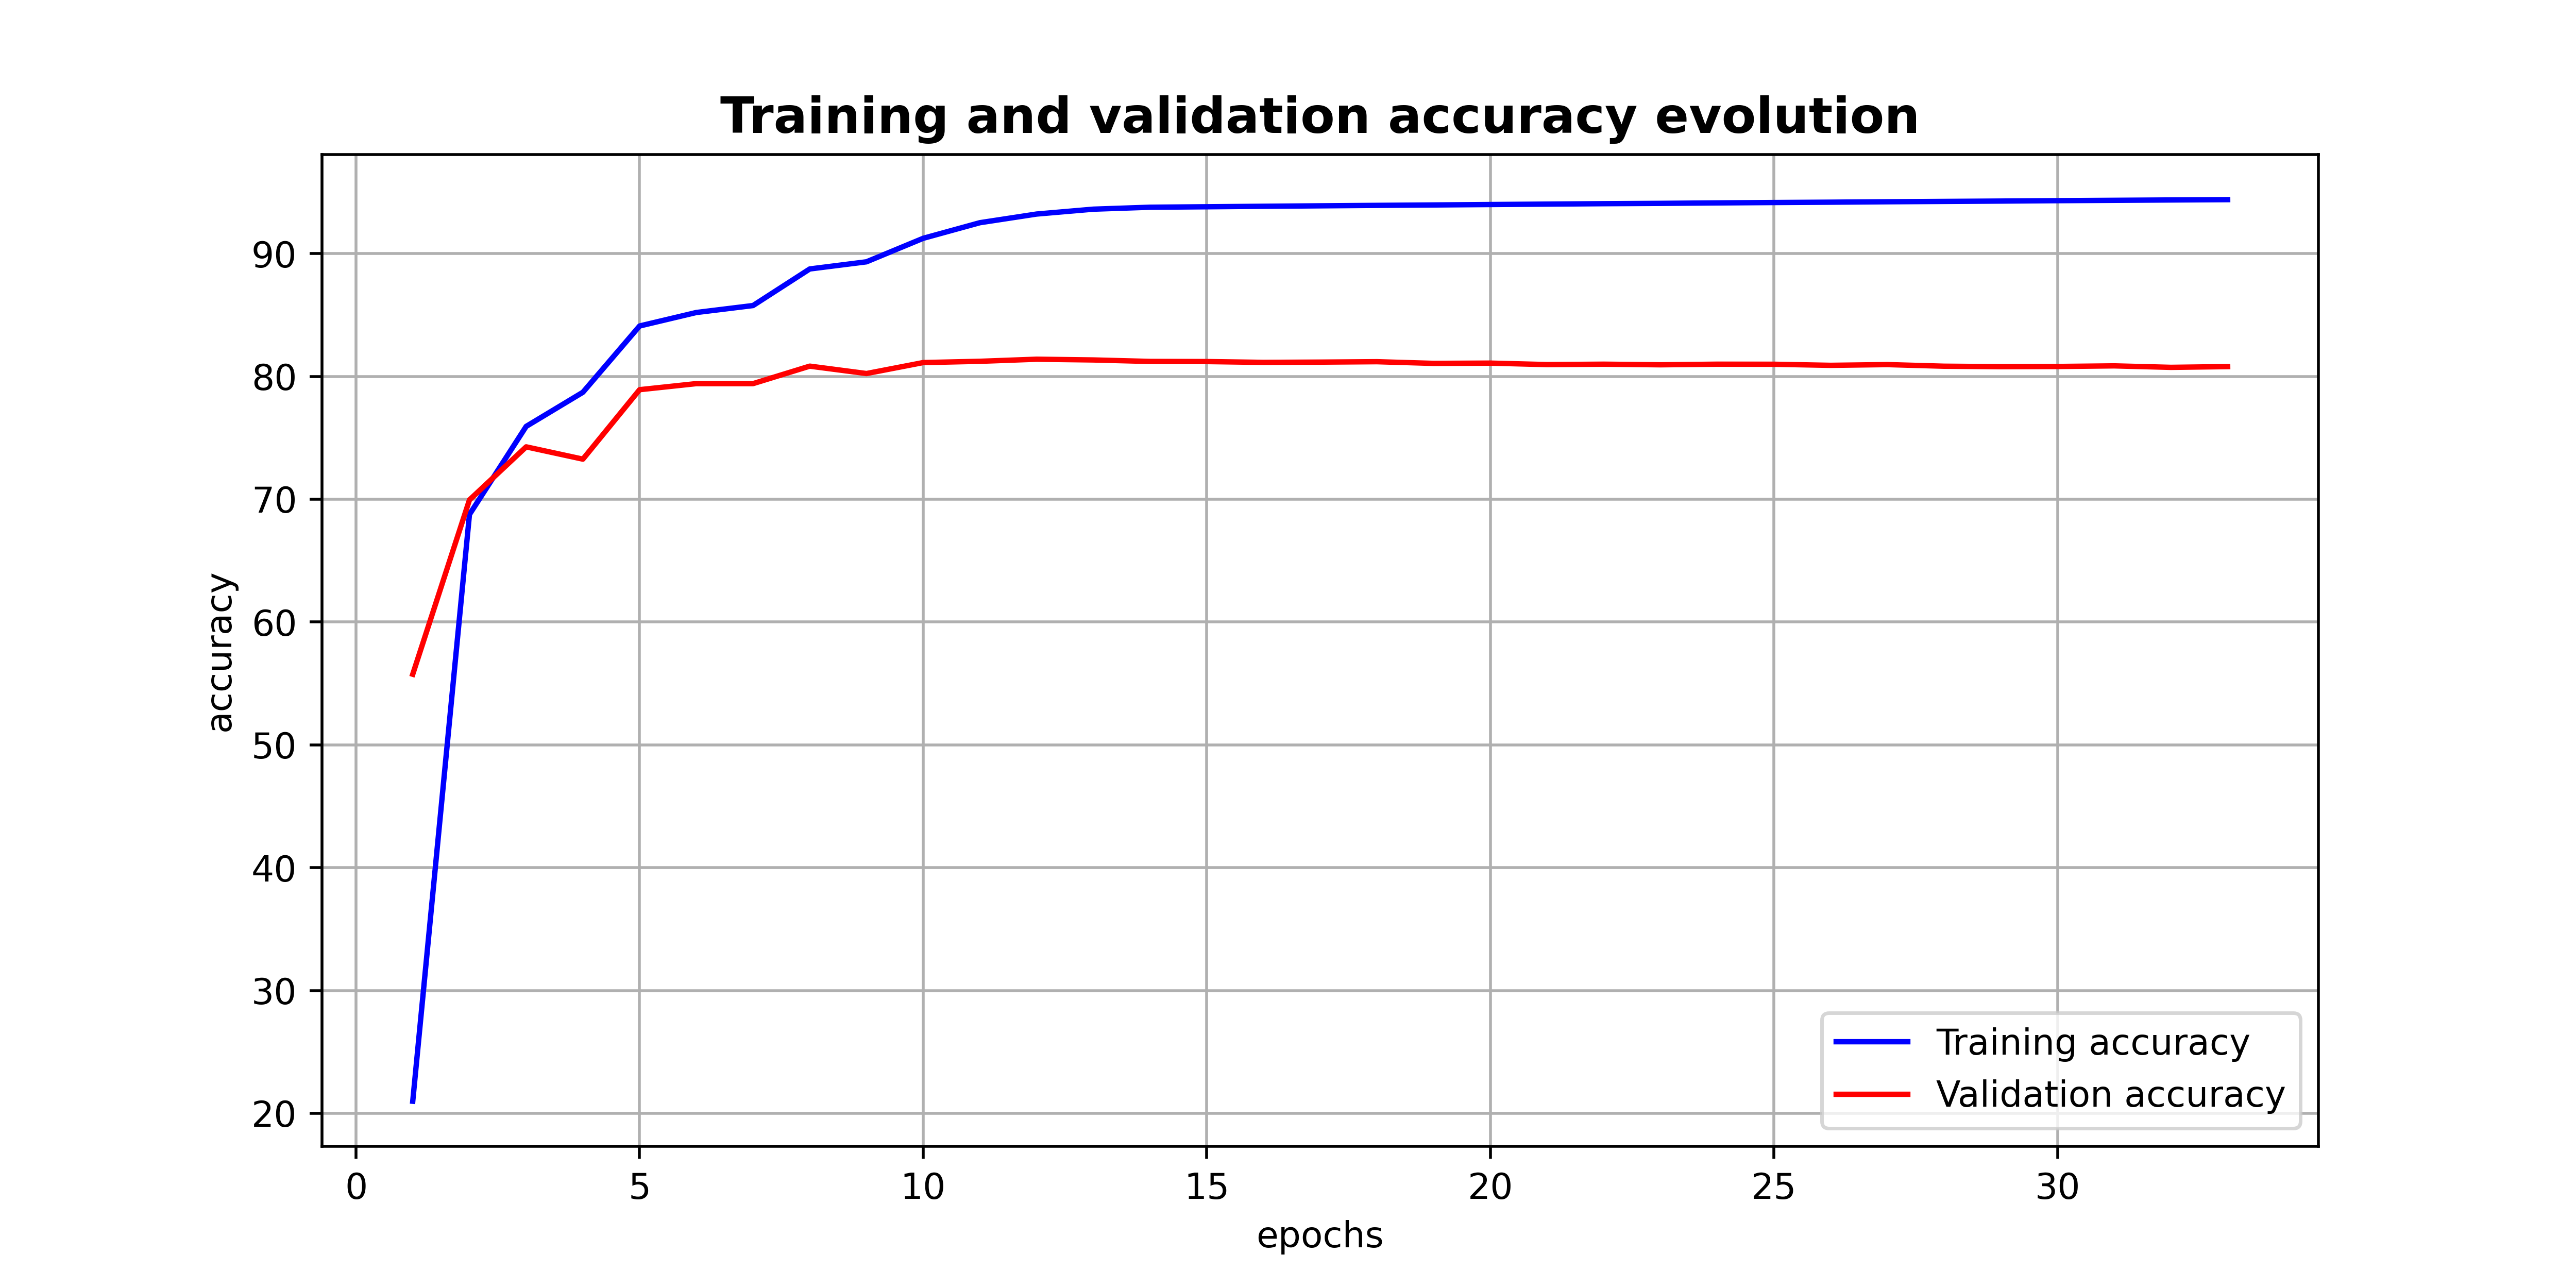 Training and validation accuracy evolution
accuracy
90
80
70
60
50
40
30
20
0 5 10 15 20 25 30
epochs
Training accuracy
Validation accuracy